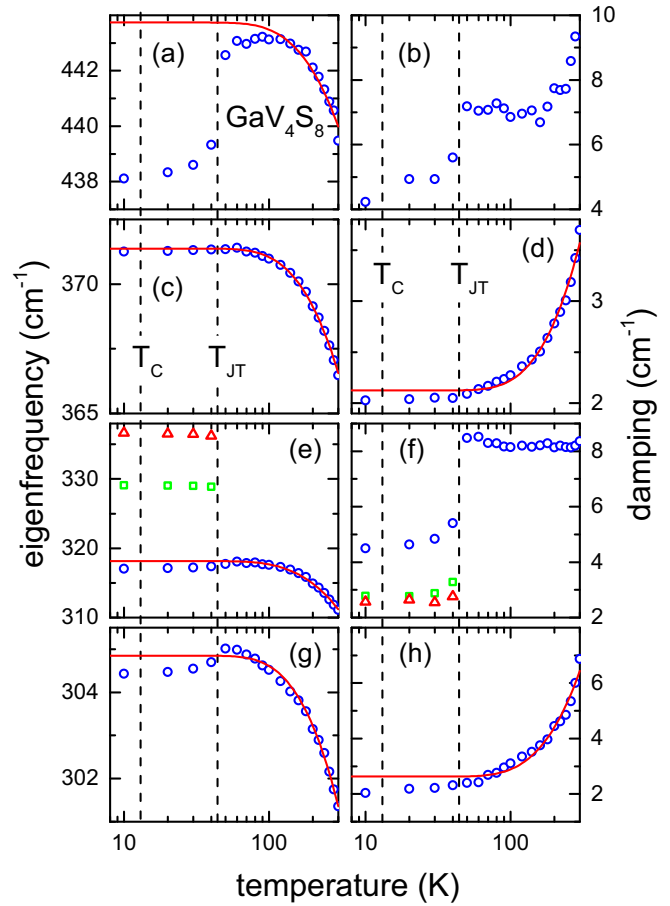 (a)
GaV4S8
443
440
438
(b)
10
8
6
4
(c)
TC
TJT
370
365
(d)
TC
TJT
3
2
(e)
330
320
310
(f)
8
6
4
2
(g)
304
302
10
100
(h)
6
4
2
10
100
eigenfrequency (cm-1)
damping (cm-1)
temperature (K)